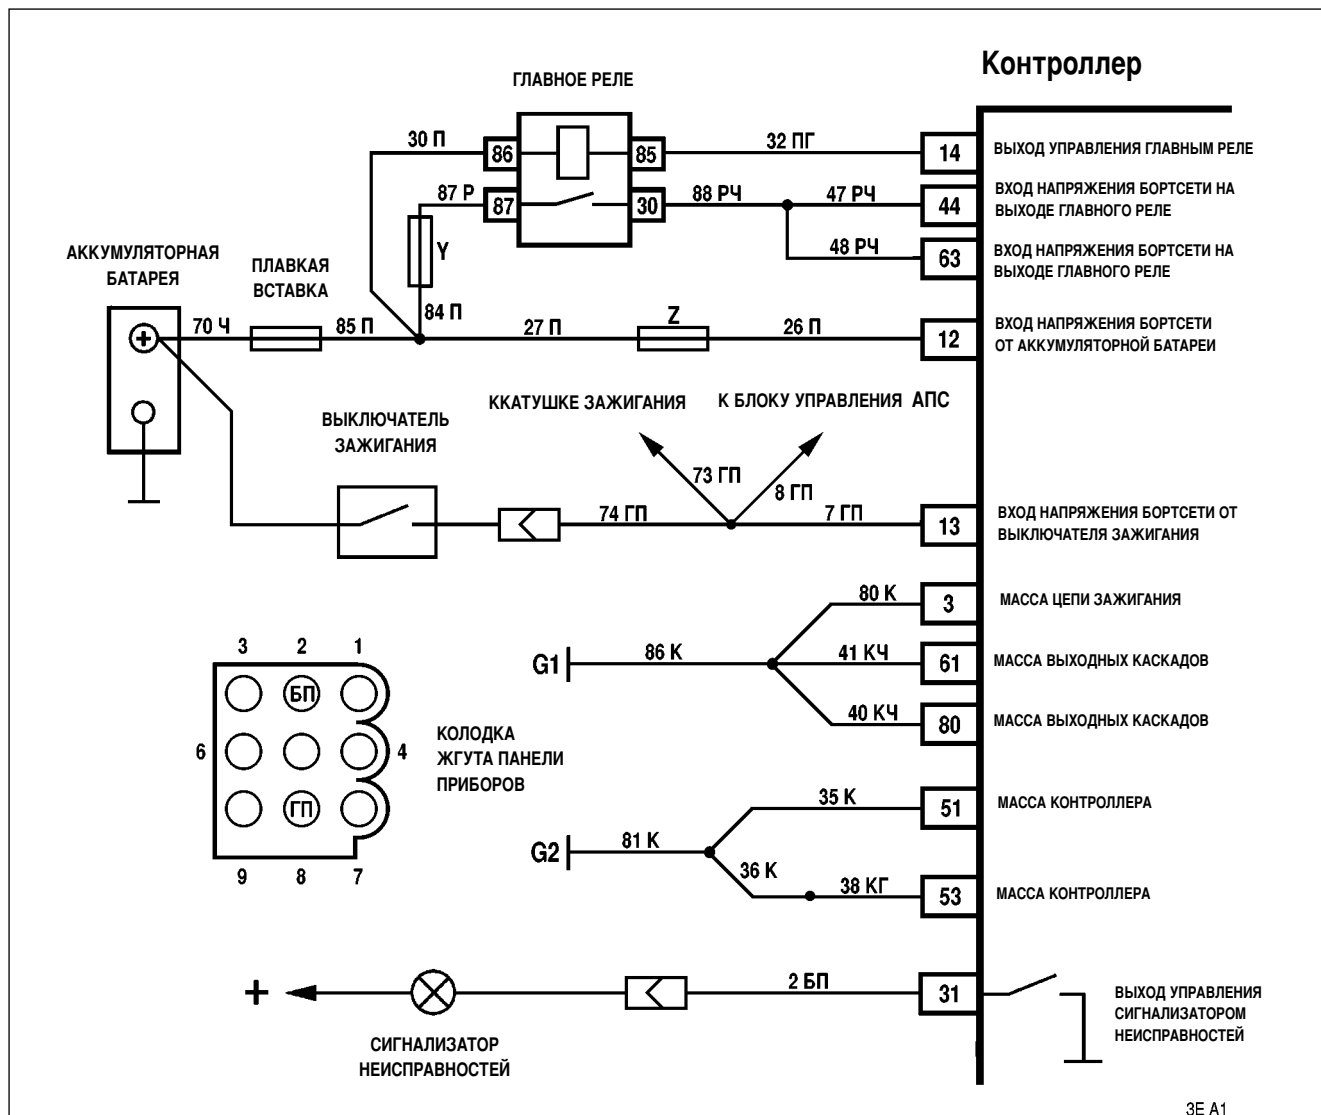 Контроллер
ГЛАВНОЕ РЕЛЕ
30 П
86
85
32 ПГ
14
ВЫХОД УПРАВЛЕНИЯ ГЛАВНЫМ РЕЛЕ
87 Р
87
30
88 РЧ
47 РЧ
44
ВХОД НАПРЯЖЕНИЯ БОРТСЕТИ НА
ВЫХОДЕ ГЛАВНОГО РЕЛЕ
Y
48 РЧ
63
ВХОД НАПРЯЖЕНИЯ БОРТСЕТИ НА
ВЫХОДЕ ГЛАВНОГО РЕЛЕ
АККУМУЛЯТОРНАЯ
БАТАРЕЯ
ПЛАВКАЯ
ВСТАВКА
84 П
70 Ч
85 П
27 П
Z
26 П
12
ВХОД НАПРЯЖЕНИЯ БОРТСЕТИ
ОТ АККУМУЛЯТОРНОЙ БАТАРЕИ
+
ККАТУШКЕ ЗАЖИГАНИЯ
К БЛОКУ УПРАВЛЕНИЯ АПС
ВЫКЛЮЧАТЕЛЬ
ЗАЖИГАНИЯ
73 ГП
8 ГП
74 ГП
7 ГП
13
ВХОД НАПРЯЖЕНИЯ БОРТСЕТИ ОТ
ВЫКЛЮЧАТЕЛЯ ЗАЖИГАНИЯ
80 К
3
МАССА ЦЕПИ ЗАЖИГАНИЯ
G1
86 К
41 КЧ
61
МАССА ВЫХОДНЫХ КАСКАДОВ
40 КЧ
80
МАССА ВЫХОДНЫХ КАСКАДОВ
3
2
1
БП
6
4
ГП
9
8
7
КОЛОДКА
ЖГУТА ПАНЕЛИ
ПРИБОРОВ
35 К
51
МАССА КОНТРОЛЛЕРА
G2
81 К
36 К
38 КГ
53
МАССА КОНТРОЛЛЕРА
+
2 БП
31
ВЫХОД УПРАВЛЕНИЯ
СИГНАЛИЗАТОРОМ
НЕИСПРАВНОСТЕЙ
СИГНАЛИЗАТОР
НЕИСПРАВНОСТЕЙ
3E A1